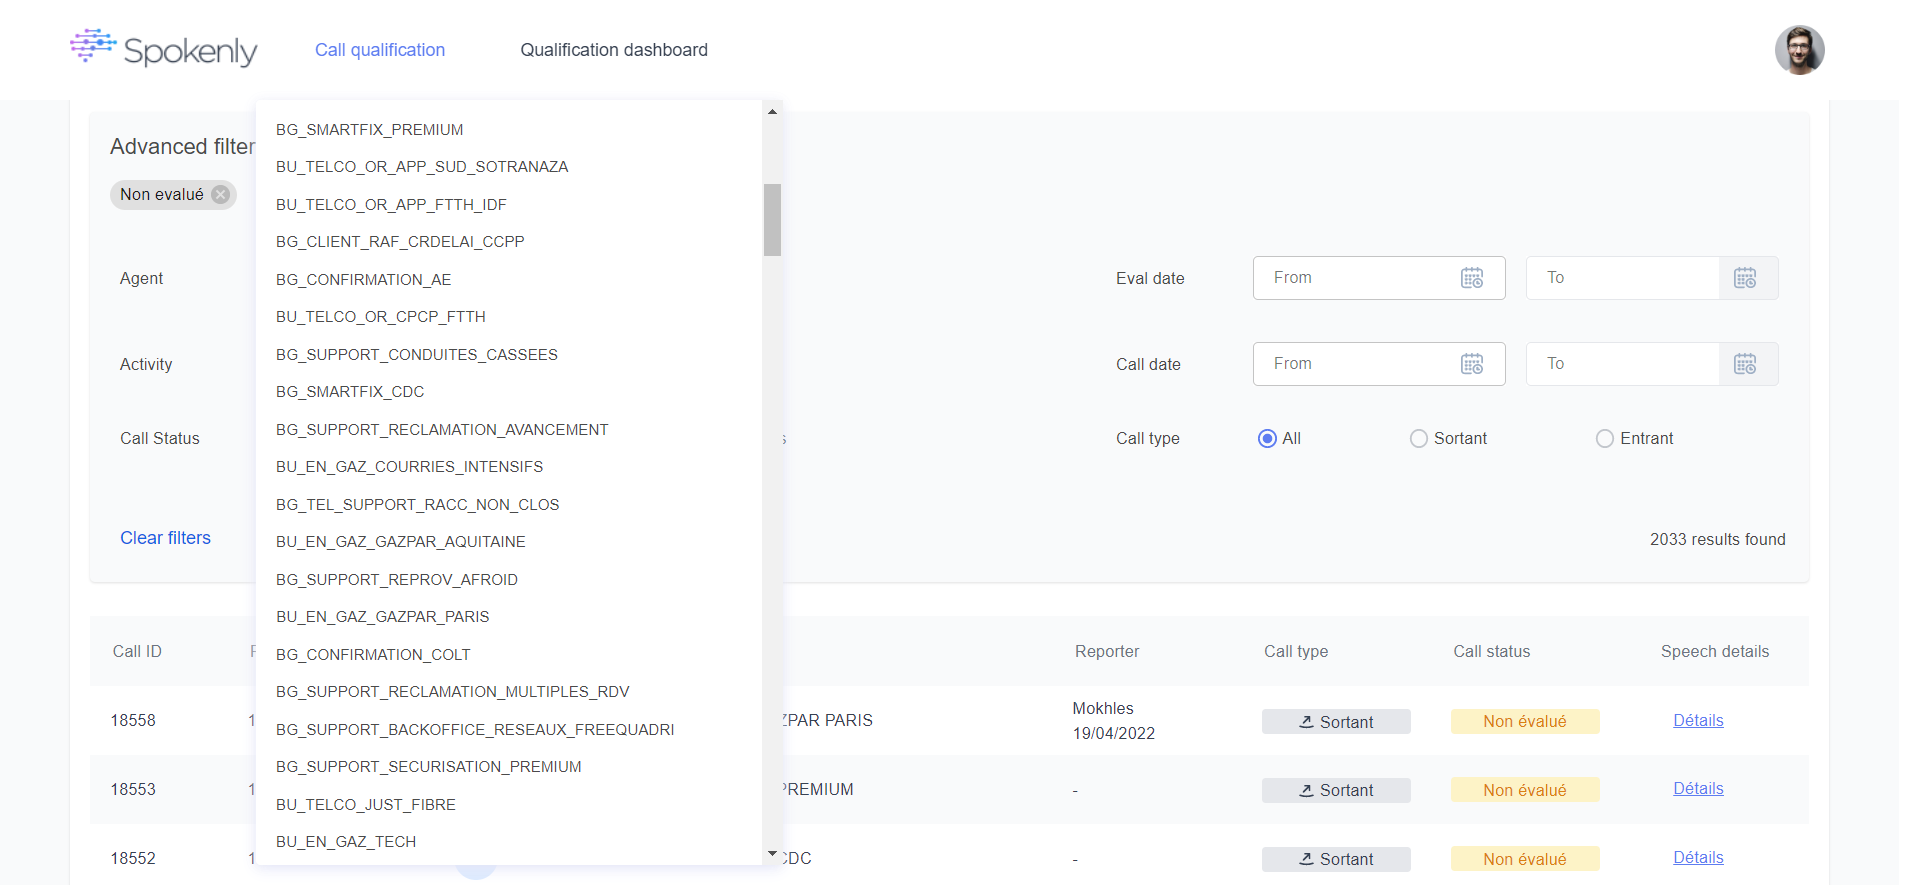 Spokenly
Call qualification
Qualification dashboard
Advanced filter
Non evalué
Agent
Activity
Call Status
Clear filters
BG_SMARTFIX_PREMIUM
BU_TELCO_OR_APP_SUD_SOTRANAZA
BU_TELCO_OR_APP_FTTH_IDF
BG_CLIENT_RAF_CRDELAI_CCPP
BG_CONFIRMATION_AE
BU_TELCO_OR_CPCP_FTTH
BG_SUPPORT_CONDUITES_CASSEES
BG_SMARTFIX_CDC
BG_SUPPORT_RECLAMATION_AVANCEMENT
BU_EN_GAZ_COURRIES_INTENSIFS
BG_TEL_SUPPORT_RACC_NON_CLOS
BU_EN_GAZ_GAZPAR_AQUITAINE
BG_SUPPORT_REPROV_AFROID
BU_EN_GAZ_GAZPAR_PARIS
BG_CONFIRMATION_COLT
BG_SUPPORT_RECLAMATION_MULTIPLES_RDV
BG_SUPPORT_BACKOFFICE_RESEAUX_FREEQUADRI
BG_SUPPORT_SECURISATION_PREMIUM
BU_TELCO_JUST_FIBRE
BU_EN_GAZ_TECH
Eval date From To
Call date From To
Call type All Sortant Entrant
2033 results found
Call ID Reporter Call type Call status Speech details
18558 ZPAR PARIS Mokhles
19/04/2022 Sortant Non évalué Détails
18553 PREMIUM - Sortant Non évalué Détails
18552 CDC - Sortant Non évalué Détails